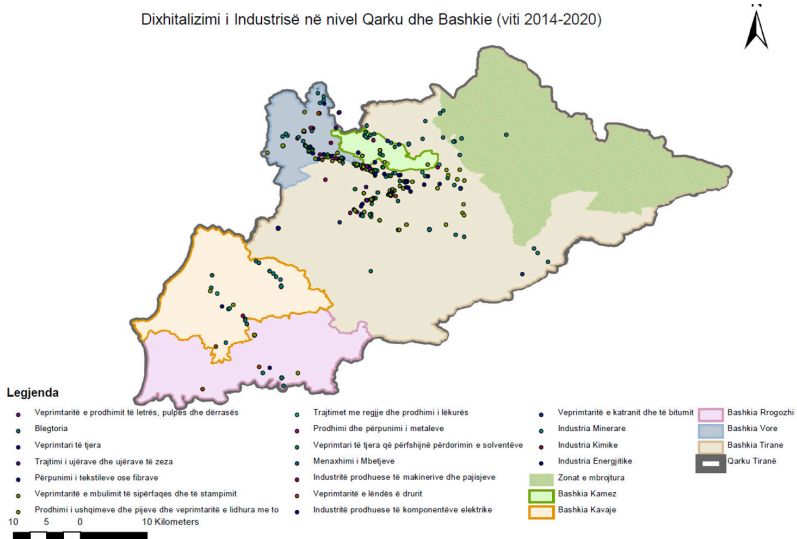 Dixhitalizimi i Industrisë në nivel Qarku dhe Bashkie (viti 2014-2020)
N
Legjenda
Veprimtaritë e prodhimit të letrës, pulpës dhe dërrasës
Blegtoria
Veprimtari të tjera
Trajtimi i ujërave dhe ujërave të zeza
Përpunimi i tekstileve ose fibrave
Veprimtaritë e mbulimit të sipërfaqes dhe të stampimit
Prodhimi i ushqimeve dhe pijeve dhe veprimtaritë e lidhura me to
Trajtimet me regjje dhe prodhimi i lëkurës
Prodhimi dhe përpunimi i metaleve
Veprimtari të tjera që përfshijnë përdorimin e solventëve
Menaxhimi i Mbetjeve
Industritë prodhuese të makinerive dhe pajisjeve
Veprimtaritë e lëndës së drurit
Industritë prodhuese të komponentëve elektrike
Veprimtaritë e katranit dhe të bitumit
Industria Minerare
Industria Kimike
Industria Energjitike
Zonat e mbrojtura
Bashkia Kamez
Bashkia Kavaje
Bashkia Rrogozhi
Bashkia Vore
Bashkia Tirane
Qarku Tiranë
10 5 0 10 Kilometers